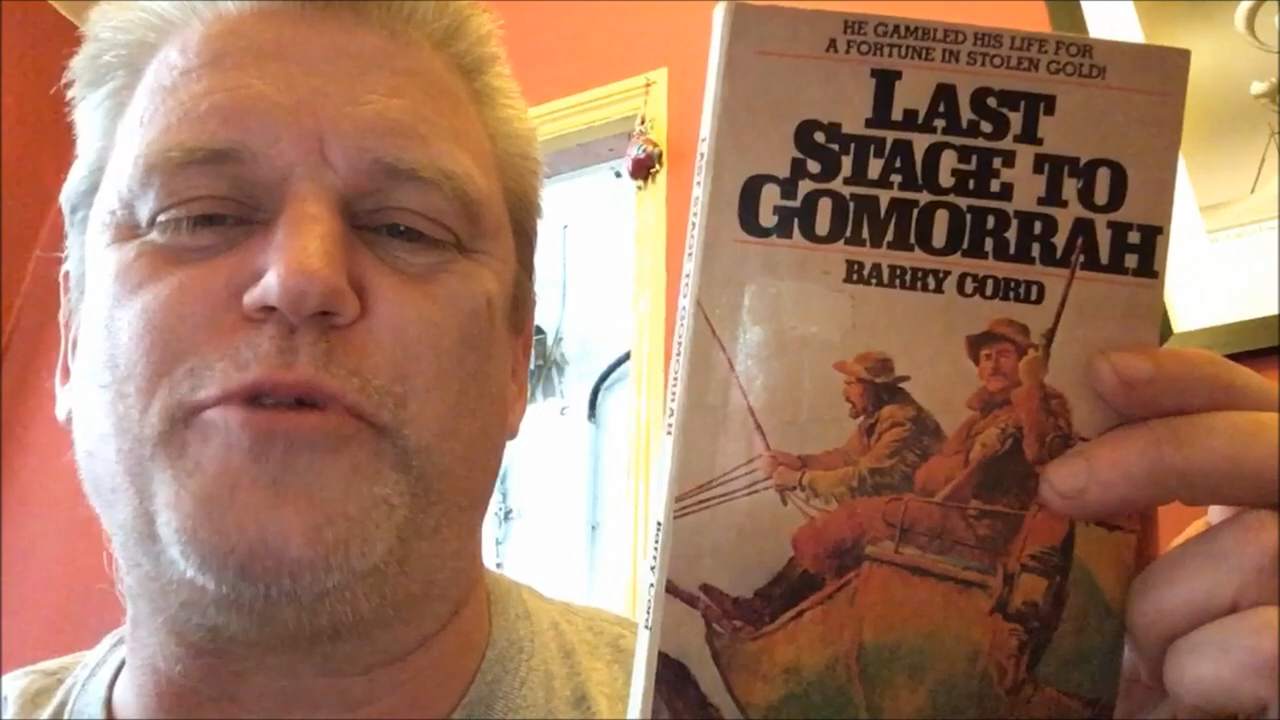 HE GAMBLED HIS LIFE FOR
A FORTUNE IN STOLEN GOLD!
LAST
STAGE TO
GOMORRAH
BARRY CORD
LAST STAGE TO GOMORRAH
Barry Cord